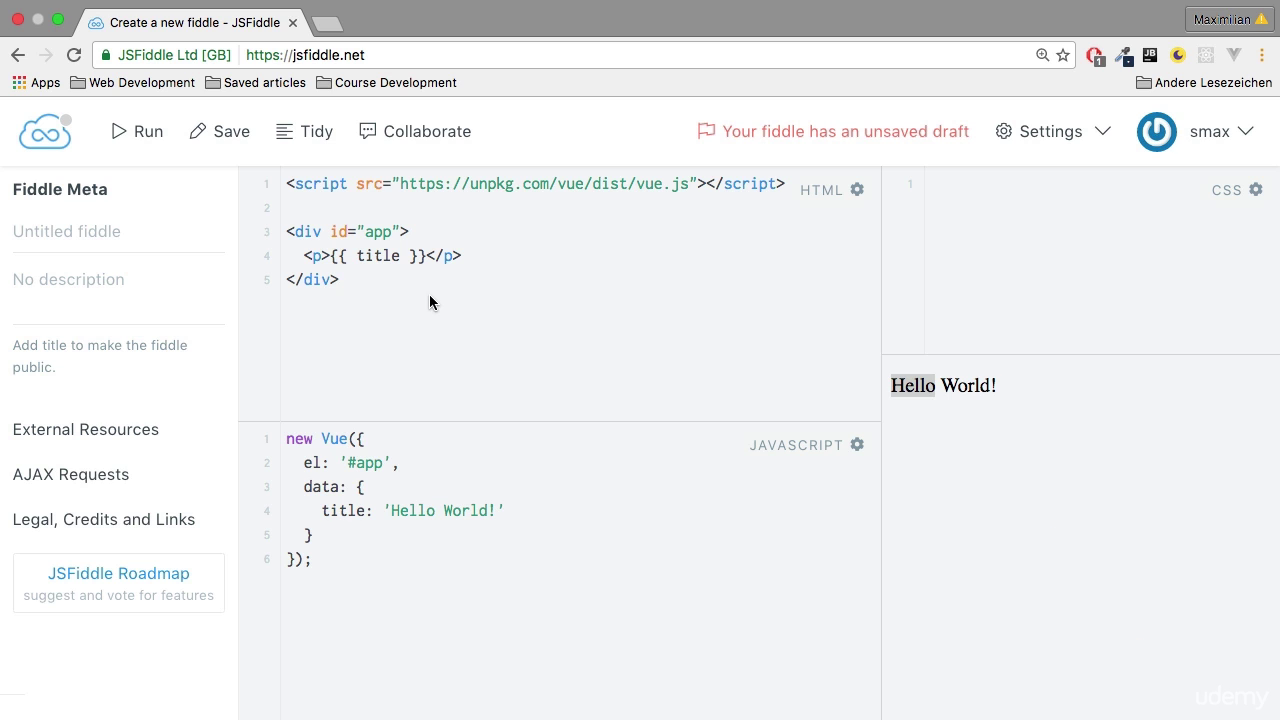 Create a new fiddle - JSFiddle
Maximilian
JSFiddle Ltd [GB] https://jsfiddle.net
1
JB
Apps Web Development Saved articles Course Development Andere Lesezeichen
Run Save Tidy Collaborate Your fiddle has an unsaved draft Settings smax
Fiddle Meta
Untitled fiddle
No description
Add title to make the fiddle
public.
External Resources
AJAX Requests
Legal, Credits and Links
JSFiddle Roadmap
suggest and vote for features
HTML
1 <script src="https://unpkg.com/vue/dist/vue.js"></script>
2
3 <div id="app">
4 <p>{{ title }}</p>
5 </div>
CSS
1
JAVASCRIPT
1 new Vue({
2 el: '#app',
3 data: {
4 title: 'Hello World!'
5 }
6 });
Hello World!
udemy